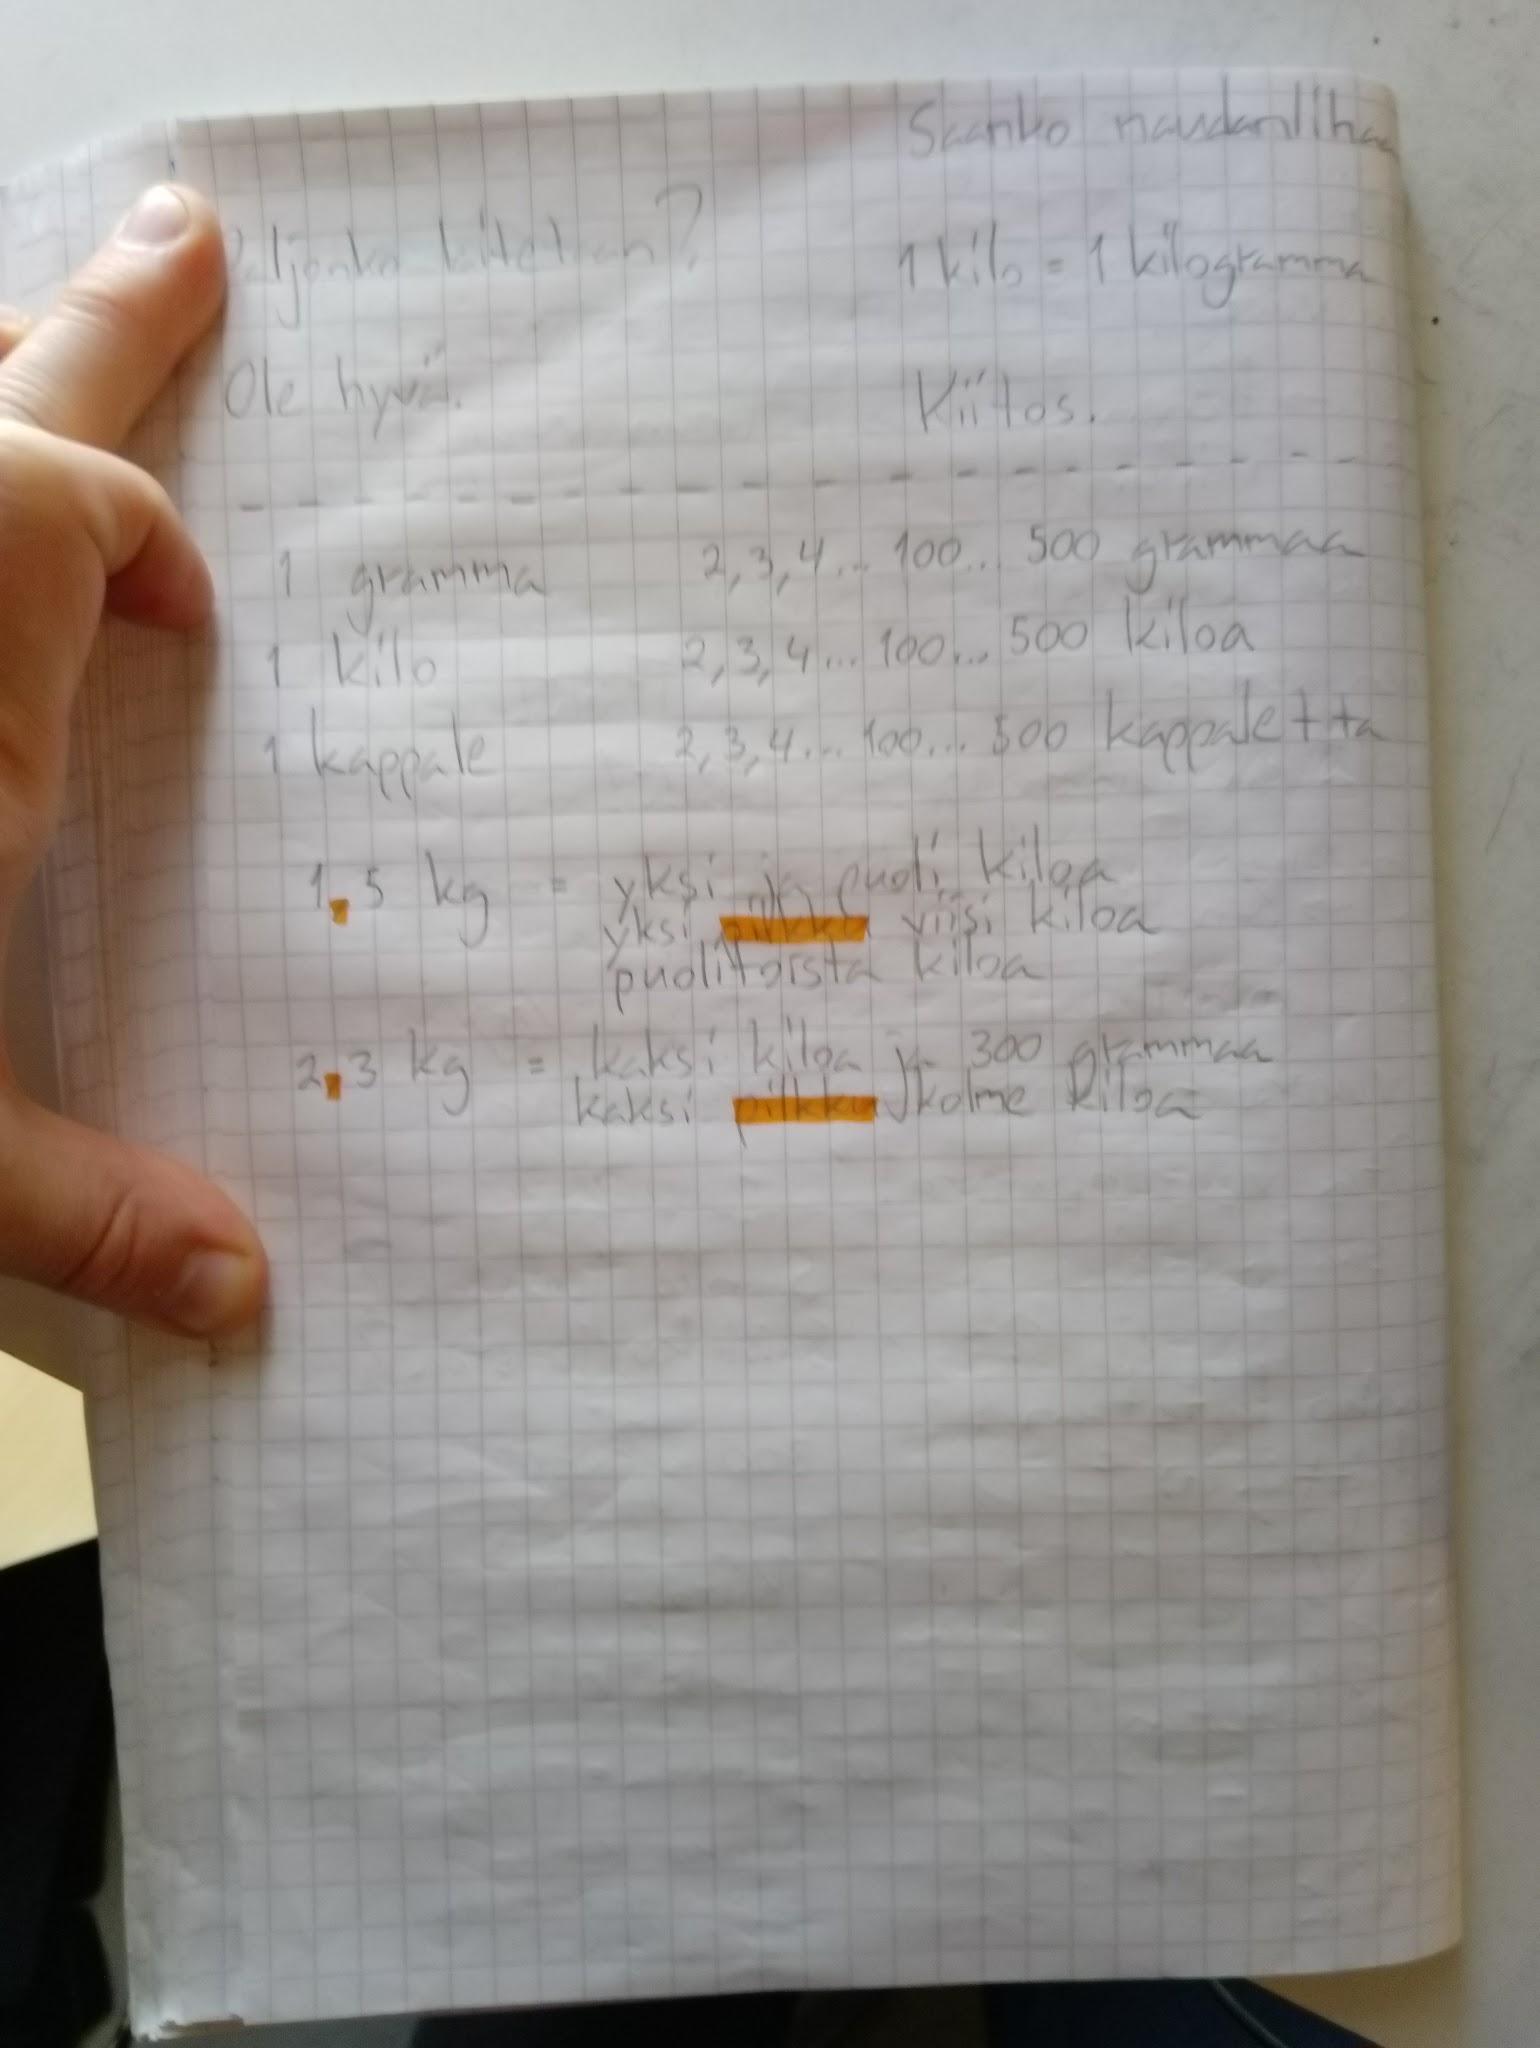 Saanko naudanlihaa
Paljonko laitetaan?
1 kilo = 1 kilogramma
Ole hyvä.
Kiitos.
1 gramma 2, 3, 4... 100... 500 grammaa
1 kilo 2, 3, 4... 100... 500 kiloa
1 kappale 2, 3, 4... 100... 500 kappaletta
1,5 kg = yksi ja puoli kiloa
yksi pilkku viisi kiloa
puolitoista kiloa
2,3 kg = kaksi kiloa ja 300 grammaa
kaksi pilkku kolme kiloa